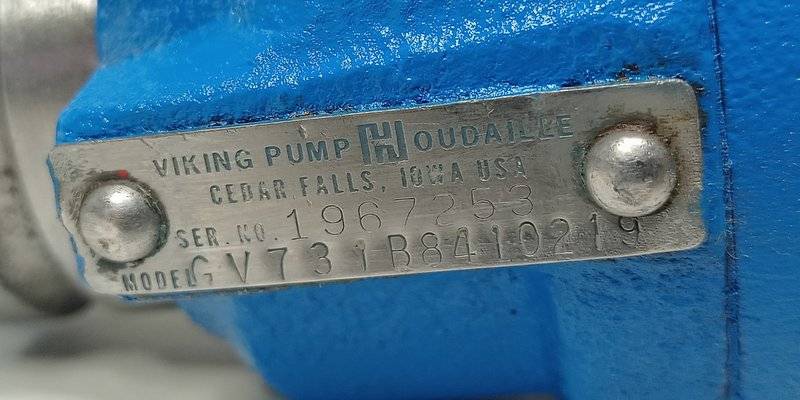 VIKING PUMP HOUDAILLE
CEDAR FALLS, IOWA USA
SER. NO. 1967253
MODEL GV731B8410219